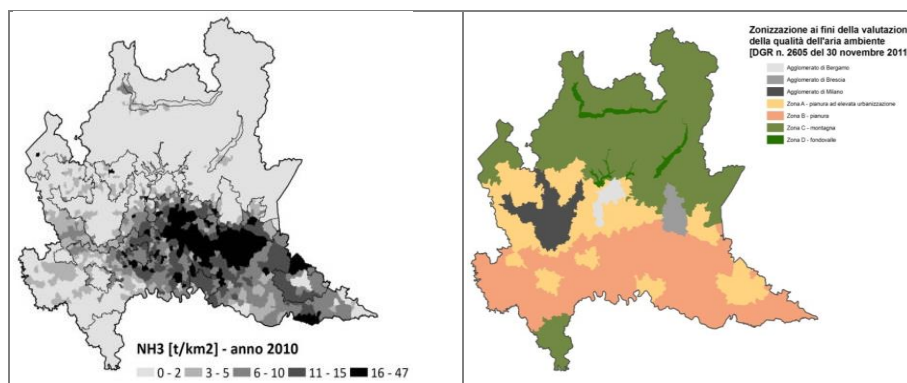 NH3 [t/km2] - anno 2010
0 - 2 3 - 5 6 - 10 11 - 15 16 - 47
Zonizzazione ai fini della valutazione
della qualità dell'aria ambiente
[DGR n. 2605 del 30 novembre 2011
Agglomerato di Bergamo
Agglomerato di Brescia
Agglomerato di Milano
Zona A - pianura ad elevata urbanizzazione
Zona B - pianura
Zona C - montagna
Zona D - fondovalle